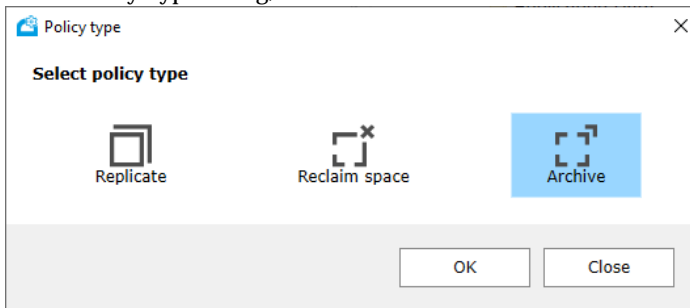 Policy type
Select policy type
Replicate
Reclaim space
Archive
OK
Close